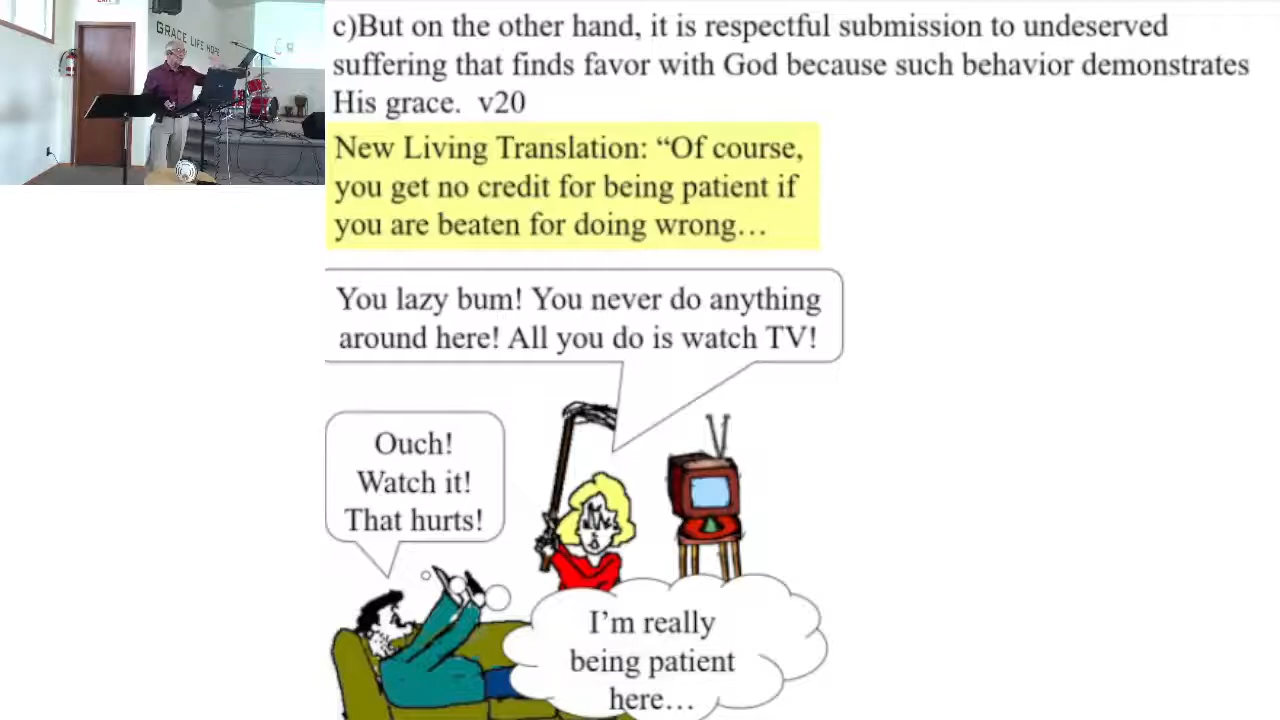 GRACE LIFE HOPE
c)But on the other hand, it is respectful submission to undeserved
suffering that finds favor with God because such behavior demonstrates
His grace.  v20
New Living Translation: “Of course,
you get no credit for being patient if
you are beaten for doing wrong…
You lazy bum! You never do anything
around here! All you do is watch TV!
Ouch!
Watch it!
That hurts!
I’m really
being patient
here…